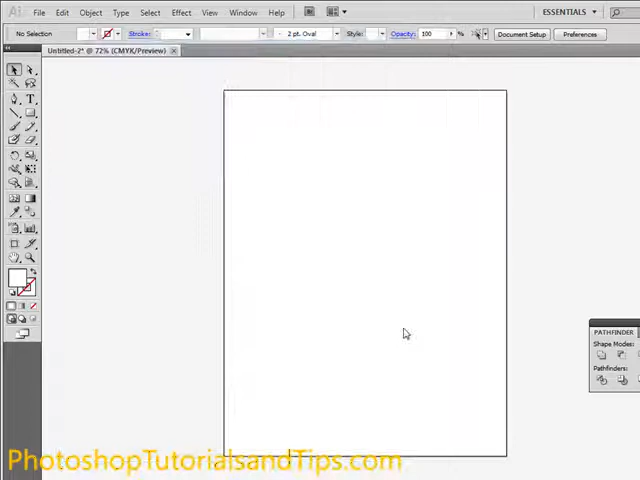 Ai File Edit Object Type Select Effect View Window Help ESSENTIALS
No Selection Stroke: 2 pt. Oval Style: Opacity: 100 % Document Setup Preferences
Untitled-2* @ 72% (CMYK/Preview)
PATHFINDER
Shape Modes:
Pathfinders:
PhotoshopTutorialsandTips.com